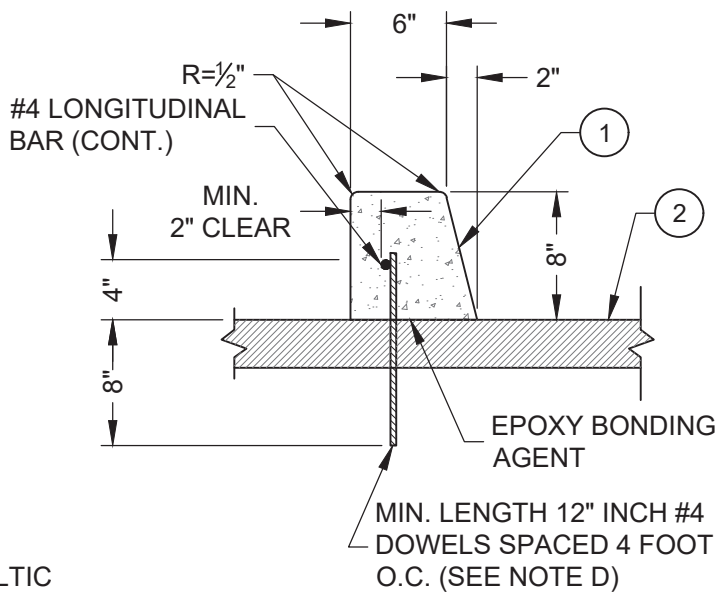 6"
R=½"
2"
#4 LONGITUDINAL
BAR (CONT.)
1
MIN.
2" CLEAR
2
8"
4"
8"
EPOXY BONDING
AGENT
MIN. LENGTH 12" INCH #4
DOWELS SPACED 4 FOOT
O.C. (SEE NOTE D)
LTIC